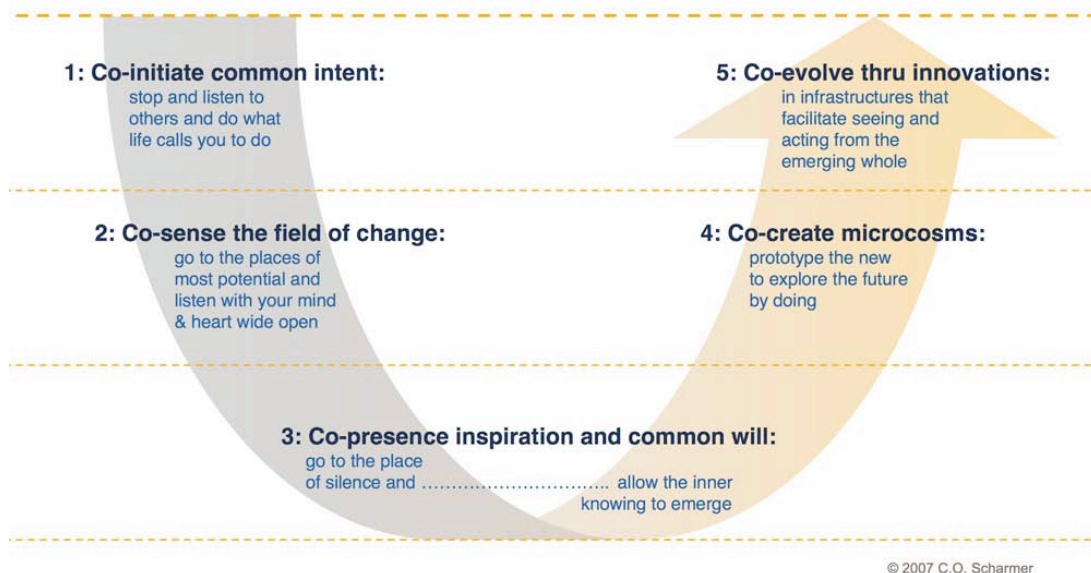 1: Co-initiate common intent:
stop and listen to
others and do what
life calls you to do
2: Co-sense the field of change:
go to the places of
most potential and
listen with your mind
& heart wide open
3: Co-presence inspiration and common will:
go to the place
of silence and ................................. allow the inner
knowing to emerge
4: Co-create microcosms:
prototype the new
to explore the future
by doing
5: Co-evolve thru innovations:
in infrastructures that
facilitate seeing and
acting from the
emerging whole
© 2007 C.O. Scharmer